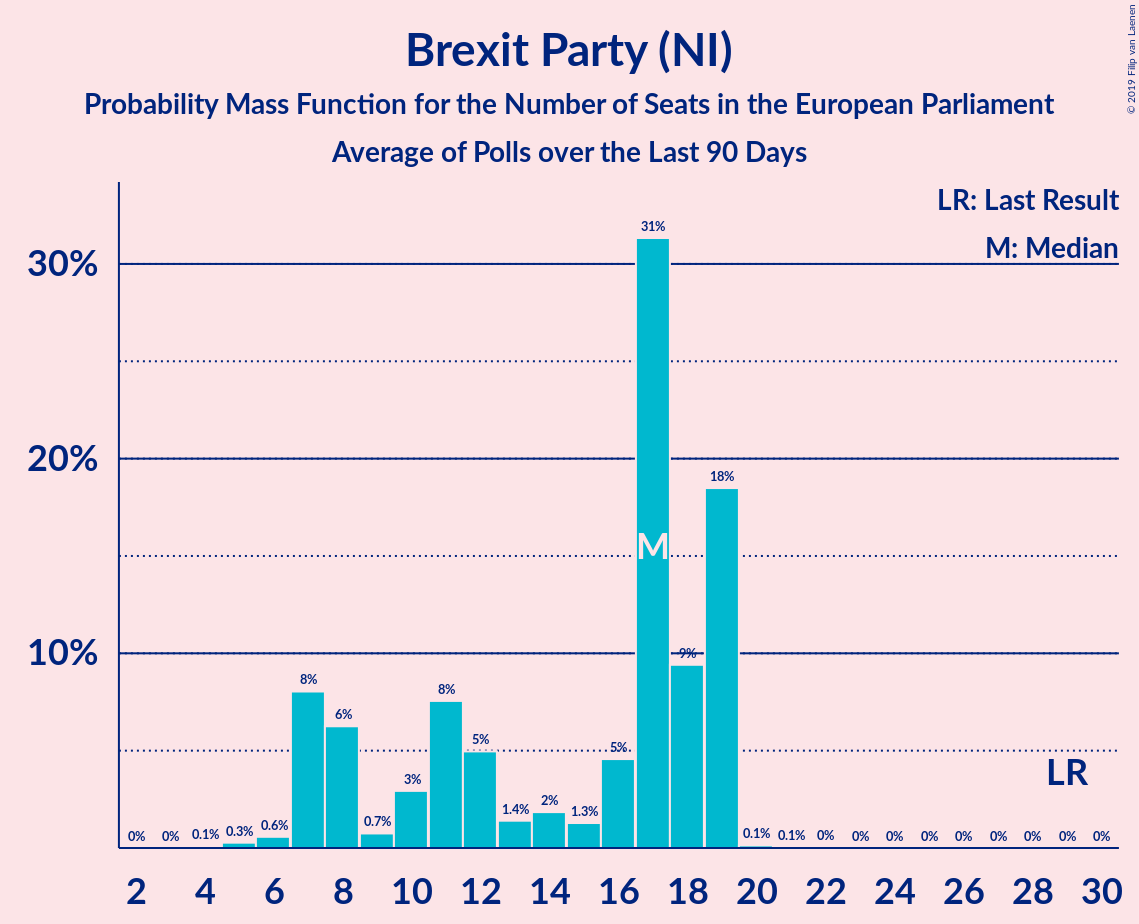 Brexit Party (NI)
Probability Mass Function for the Number of Seats in the European Parliament
Average of Polls over the Last 90 Days
© 2019 Filip van Laenen
LR: Last Result
M: Median
31%
30%
20%
18%
M
10%
9%
8%
8%
6%
5%
5%
LR
3%
2%
1.4%
1.3%
0.7%
0.6%
0.3%
0% 0% 0.1% 0.1% 0.1% 0% 0% 0% 0% 0% 0% 0% 0% 0%
2 4 6 8 10 12 14 16 18 20 22 24 26 28 30